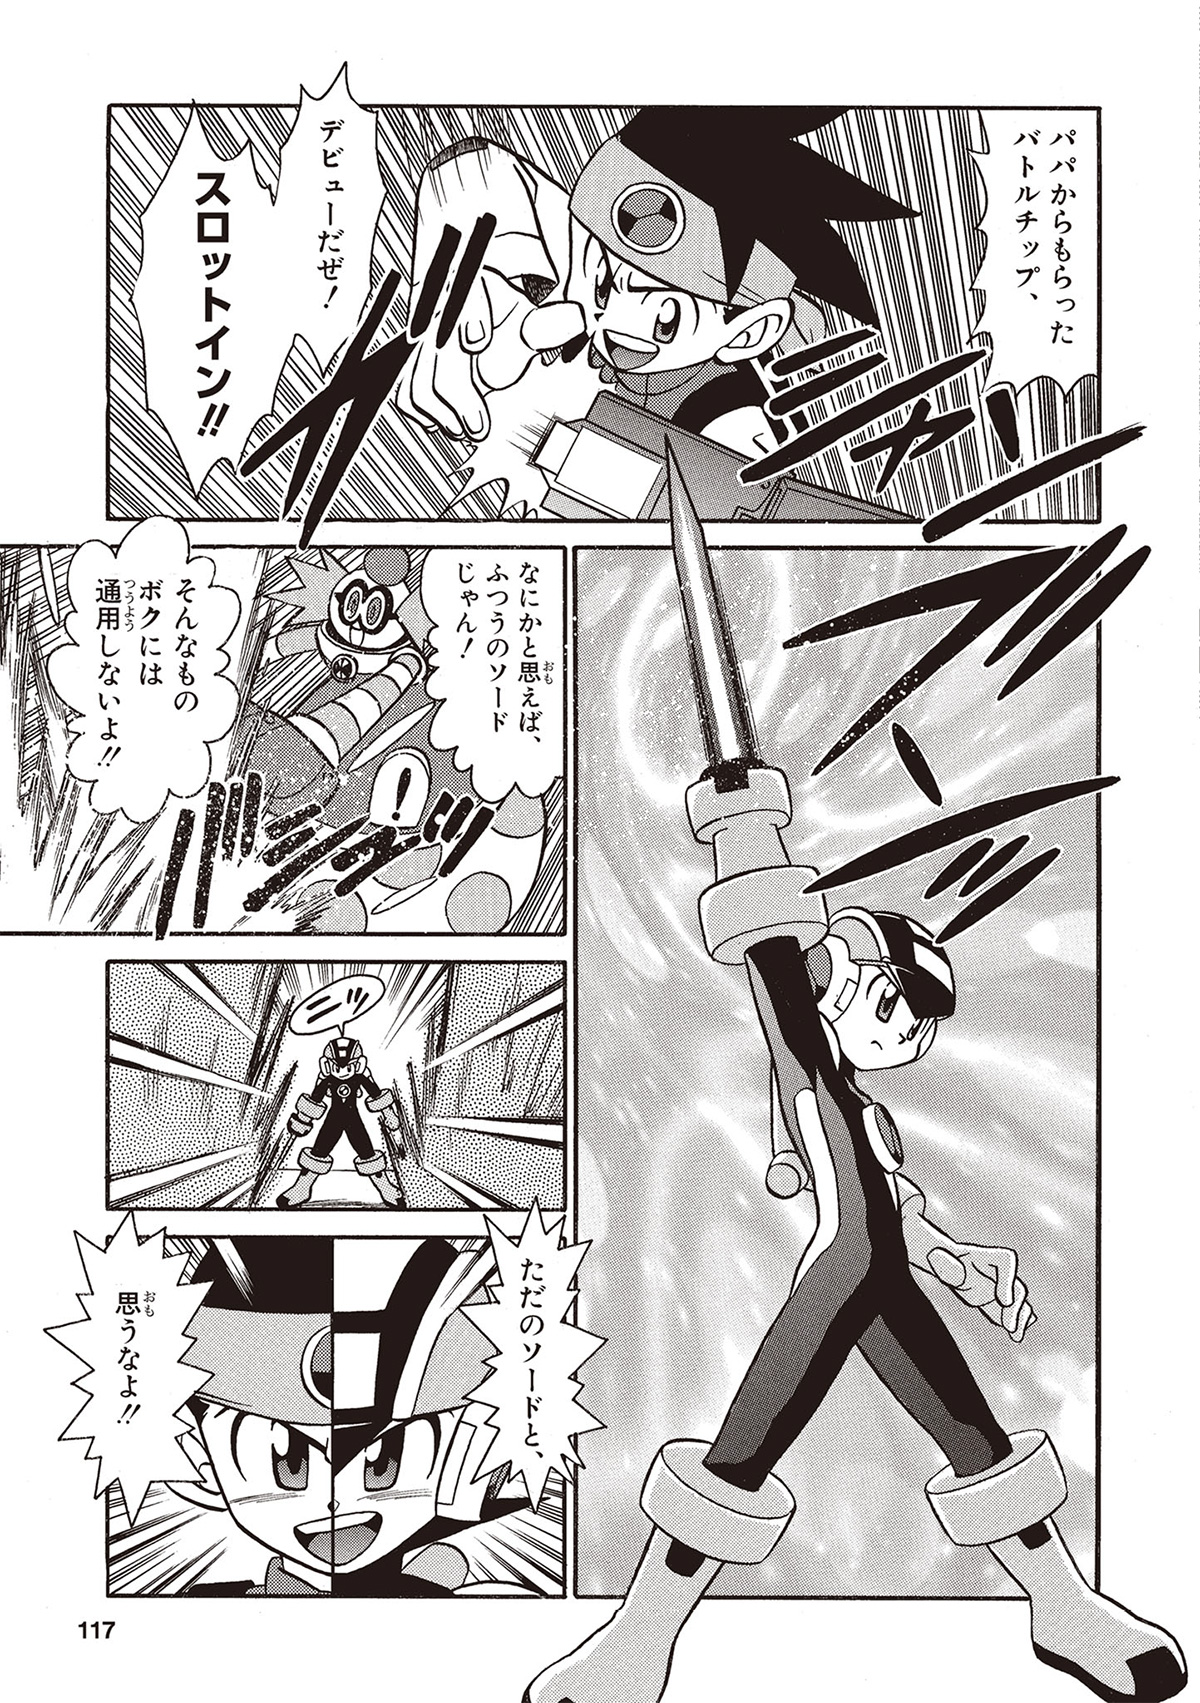 パパからもらった
バトルチップ、
デビューだぜ!
スロットイン!!
ジャキン
なにかと思えば、
ふつうのソード
じゃん!
そんなもの
ボクには
通用しないよ!!
!
ニッ
ただのソードと、
思うなよ!!
117